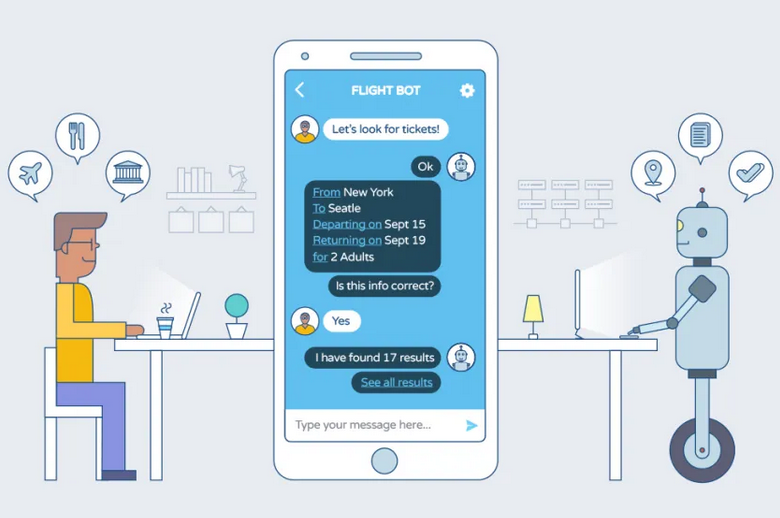 FLIGHT BOT
Let's look for tickets!
Ok
From New York
To Seatle
Departing on Sept 15
Returning on Sept 19
for 2 Adults
Is this info correct?
Yes
I have found 17 results
See all results
Type your message here...